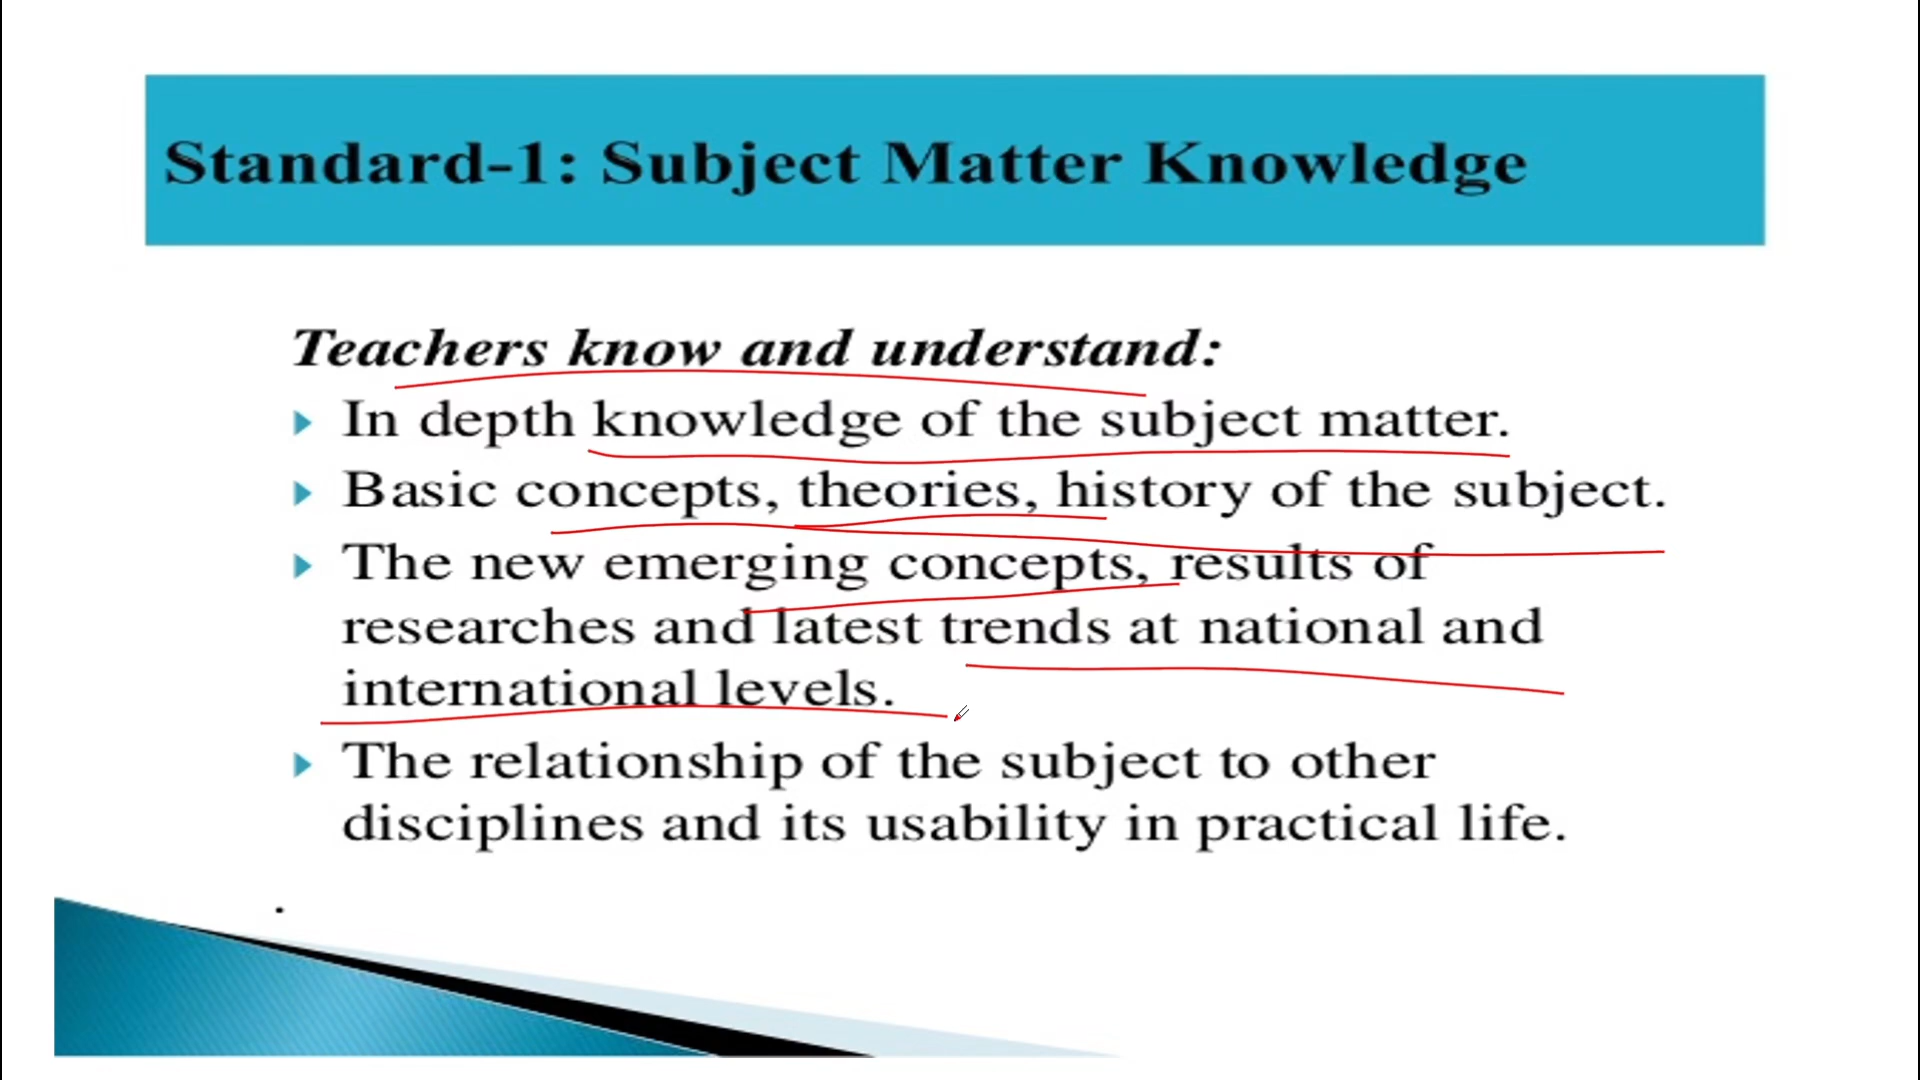 Standard-1: Subject Matter Knowledge
Teachers know and understand:
In depth knowledge of the subject matter.
Basic concepts, theories, history of the subject.
The new emerging concepts, results of
researches and latest trends at national and
international levels.
The relationship of the subject to other
disciplines and its usability in practical life.
.